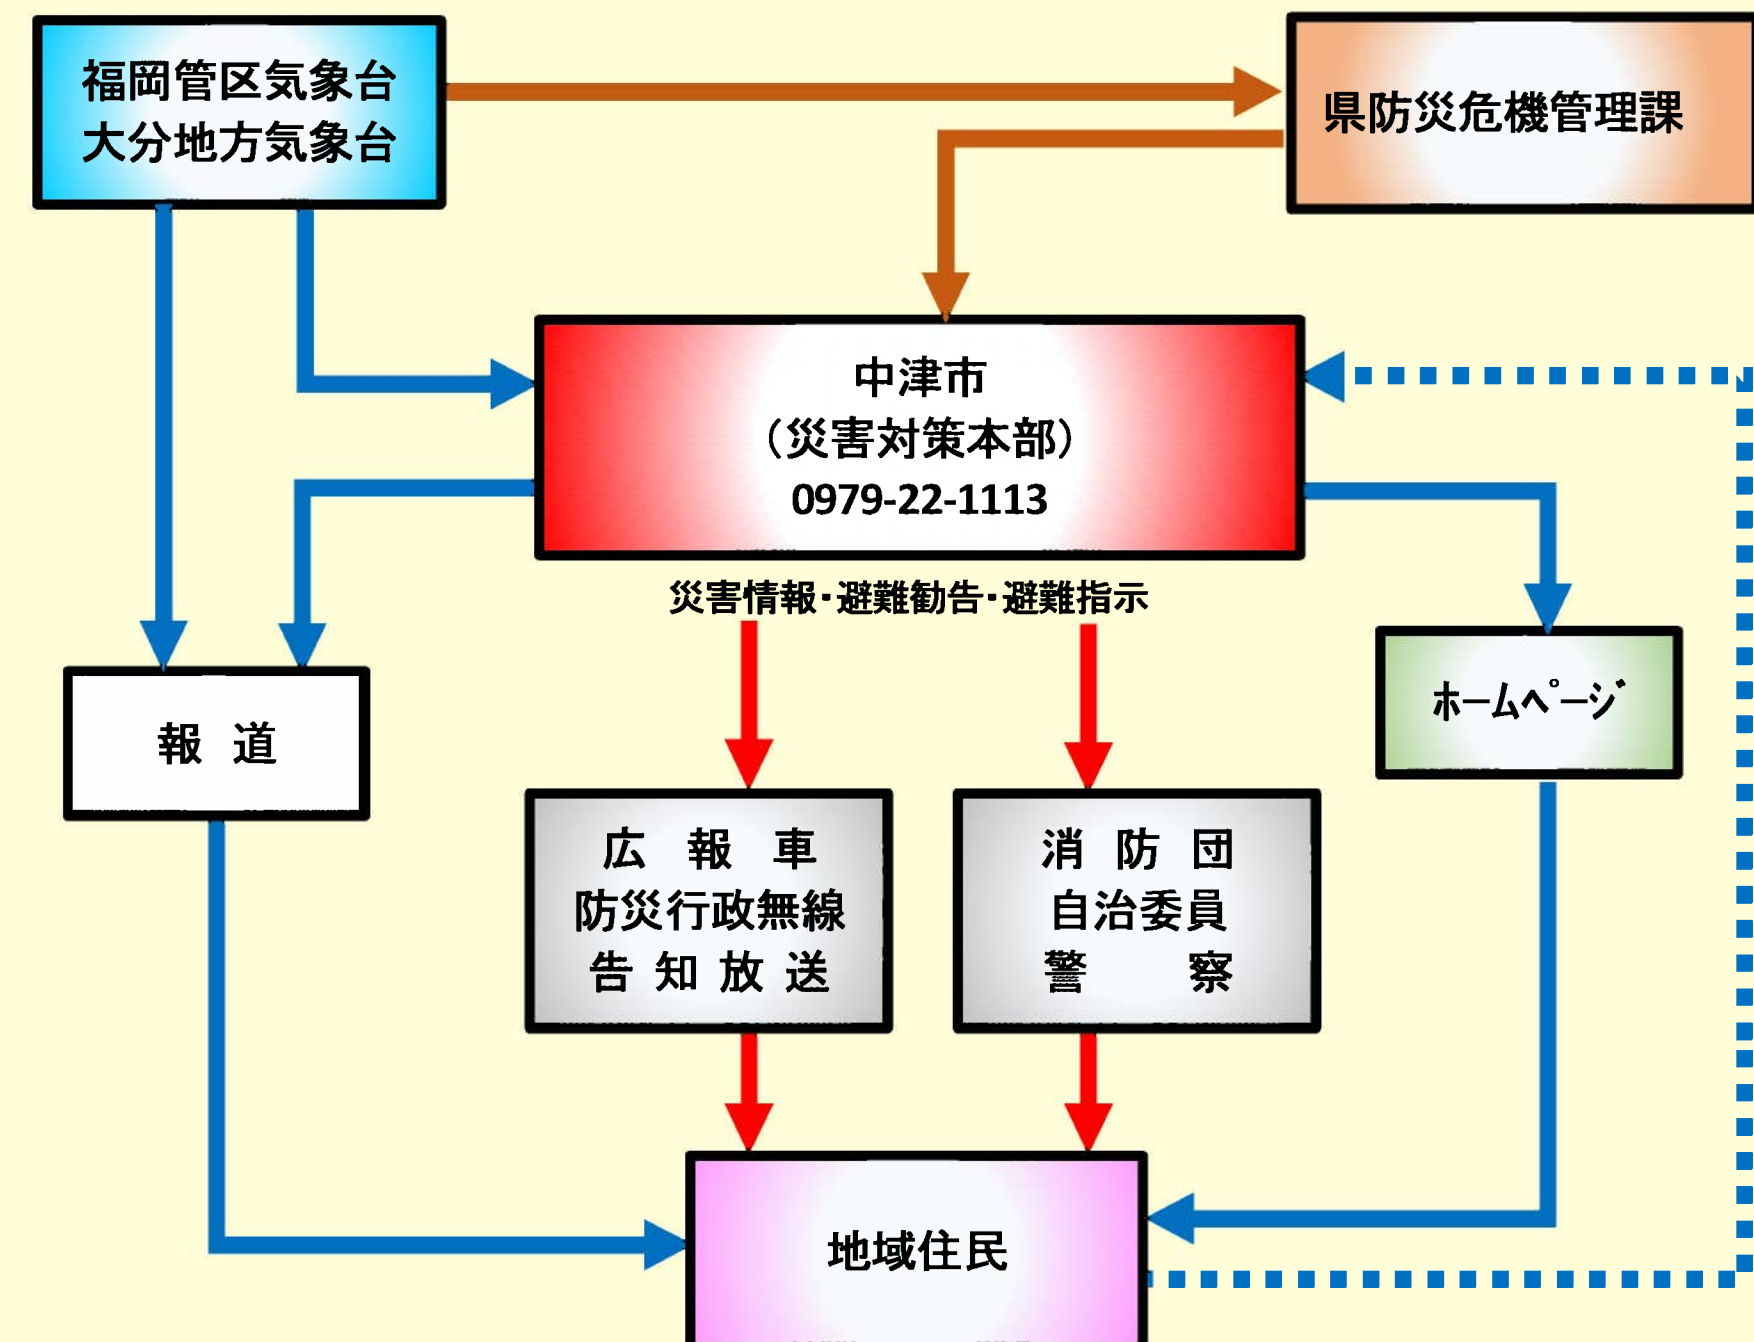 福岡管区気象台
大分地方気象台
県防災危機管理課
中津市
（災害対策本部）
0979-22-1113
災害情報・避難勧告・避難指示
報 道
ﾎｰﾑﾍﾟｰｼﾞ
広 報 車
防災行政無線
告 知 放 送
消 防 団
自治委員
警 察
地域住民